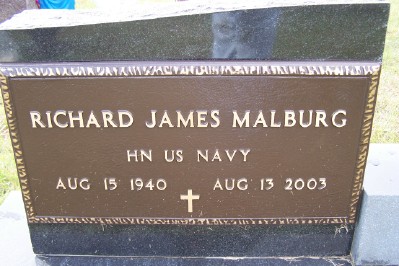 RICHARD JAMES MALBURG
HN US NAVY
AUG 15 1940 AUG 13 2003